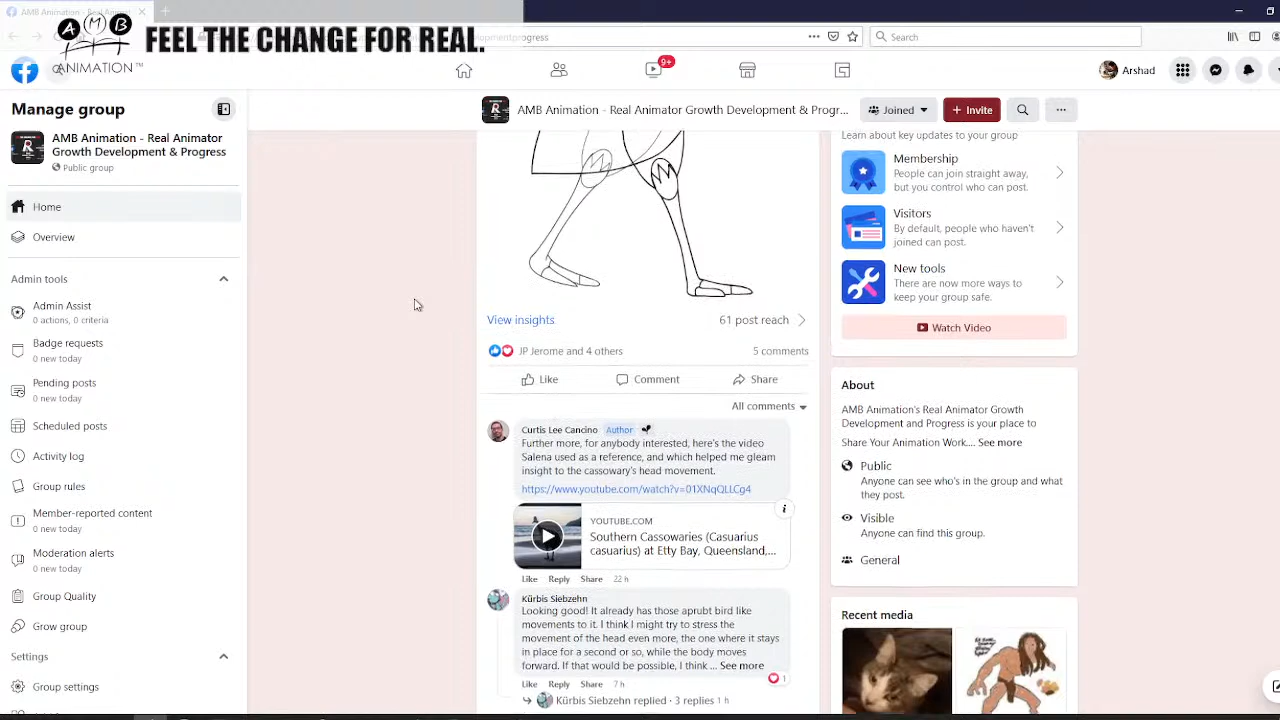 AMB Animation - Real Animat
AMB
ANIMATION™
FEEL THE CHANGE FOR REAL.
opmentprogress
Search
9+
Arshad
Manage group
AMB Animation - Real Animator
Growth Development & Progress
Public group
Home
Overview
Admin tools
Admin Assist
0 actions, 0 criteria
Badge requests
0 new today
Pending posts
0 new today
Scheduled posts
Activity log
Group rules
Member-reported content
0 new today
Moderation alerts
0 new today
Group Quality
Grow group
Settings
Group settings
AMB Animation - Real Animator Growth Development & Progr...
Joined
+ Invite
View insights
61 post reach
JP Jerome and 4 others
5 comments
Like
Comment
Share
All comments
Curtis Lee Cancino Author
Further more, for anybody interested, here's the video
Salena used as a reference, and which helped me gleam
insight to the cassowary's head movement.
https://www.youtube.com/watch?v=01XNqQLLCg4
YOUTUBE.COM
Southern Cassowaries (Casuarius
casuarius) at Etty Bay, Queensland,...
Like Reply Share 22 h
Kürbis Siebzehn
Looking good! It already has those aprubt bird like
movements to it. I think I might try to stress the
movement of the head even more, the one where it stays
in place for a second or so, while the body moves
forward. If that would be possible, I think ... See more
1
Like Reply Share 7 h
Kürbis Siebzehn replied · 3 replies 1 h
Learn about key updates to your group
Membership
People can join straight away,
but you control who can post.
Visitors
By default, people who haven't
joined can post.
New tools
There are now more ways to
keep your group safe.
Watch Video
About
AMB Animation's Real Animator Growth
Development and Progress is your place to
Share Your Animation Work.... See more
Public
Anyone can see who's in the group and what
they post.
Visible
Anyone can find this group.
General
Recent media